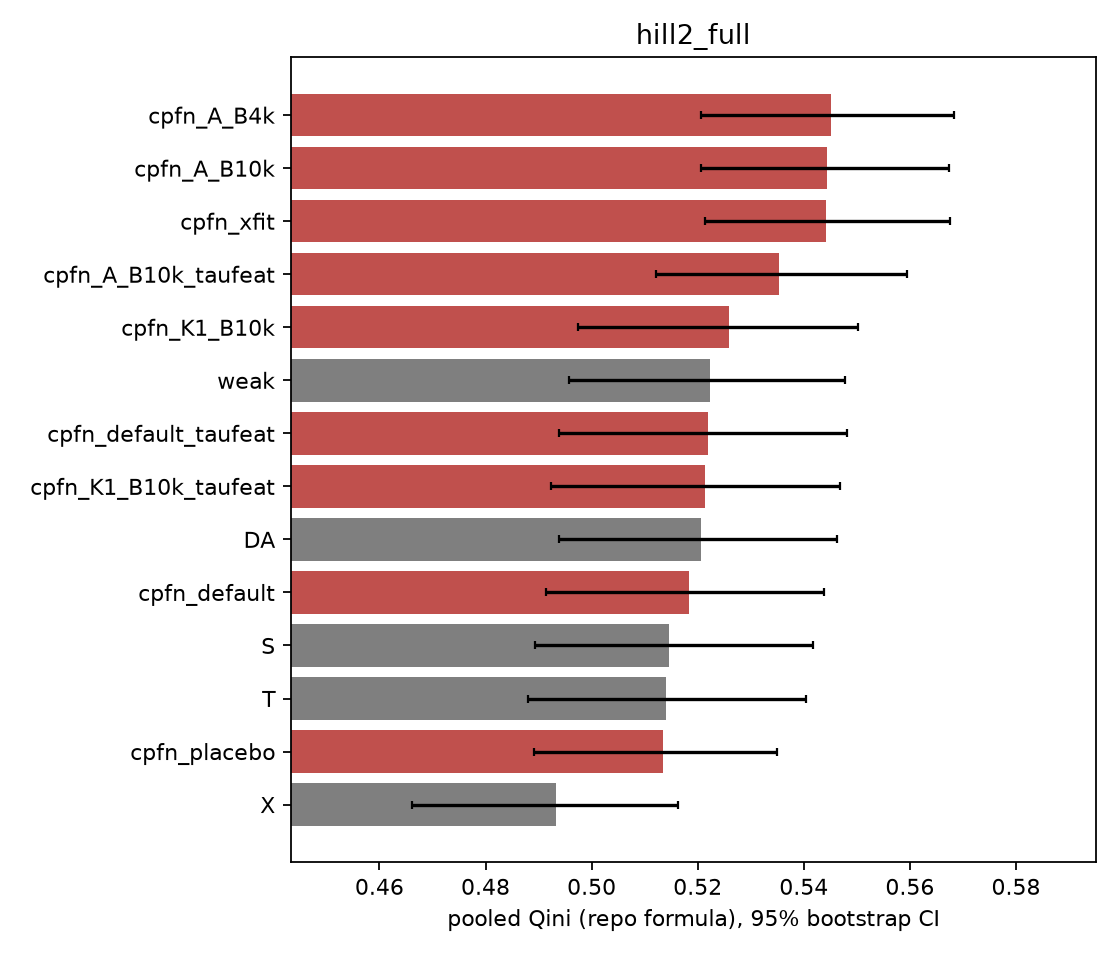 hill2_full
cpfn_A_B4k
cpfn_A_B10k
cpfn_xfit
cpfn_A_B10k_taufeat
cpfn_K1_B10k
weak
cpfn_default_taufeat
cpfn_K1_B10k_taufeat
DA
cpfn_default
S
T
cpfn_placebo
X
0.46 0.48 0.50 0.52 0.54 0.56 0.58
pooled Qini (repo formula), 95% bootstrap CI